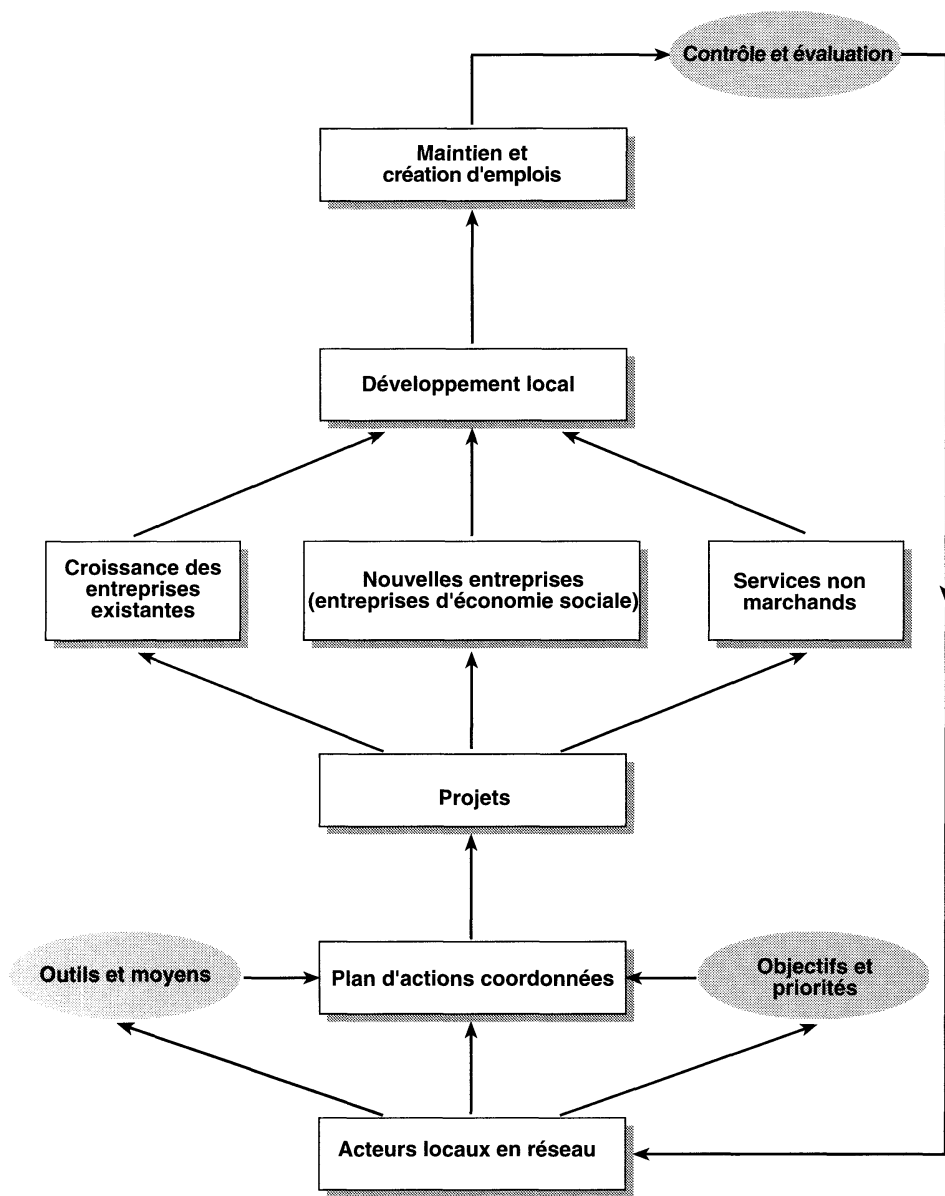 Contrôle et évaluation
Maintien et
création d'emplois
Développement local
Croissance des
entreprises
existantes
Nouvelles entreprises
(entreprises d'économie sociale)
Services non
marchands
Projets
Outils et moyens
Plan d'actions coordonnées
Objectifs et
priorités
Acteurs locaux en réseau